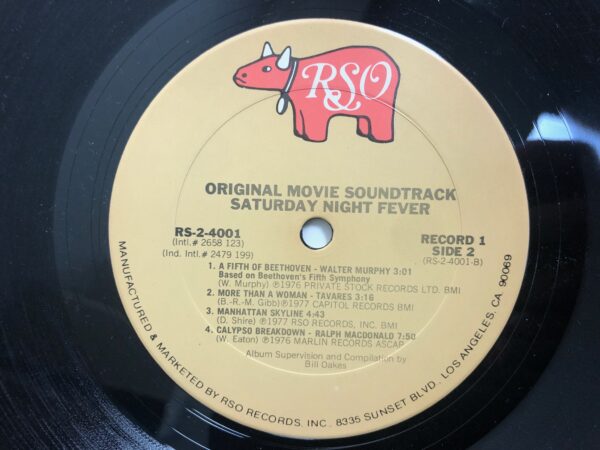 RSO
ORIGINAL MOVIE SOUNDTRACK
SATURDAY NIGHT FEVER
RS-2-4001
(Intl.# 2658 123)
(Ind. Intl.# 2479 199)
RECORD 1
SIDE 2
(RS-2-4001-B)
1. A FIFTH OF BEETHOVEN - WALTER MURPHY 3:01
Based on Beethoven's Fifth Symphony
(W. Murphy) ℗1976 PRIVATE STOCK RECORDS LTD. BMI
2. MORE THAN A WOMAN - TAVARES 3:16
(B.-R.-M. Gibb) ℗1977 CAPITOL RECORDS BMI
3. MANHATTAN SKYLINE 4:43
(D. Shire) ℗1977 RSO RECORDS, INC. BMI
4. CALYPSO BREAKDOWN - RALPH MACDONALD 7:50
(W. Eaton) ℗1976 MARLIN RECORDS ASCAP
Album Supervision and Compilation by
Bill Oakes
MANUFACTURED & MARKETED BY RSO RECORDS, INC., 8335 SUNSET BLVD., LOS ANGELES, CA. 90069